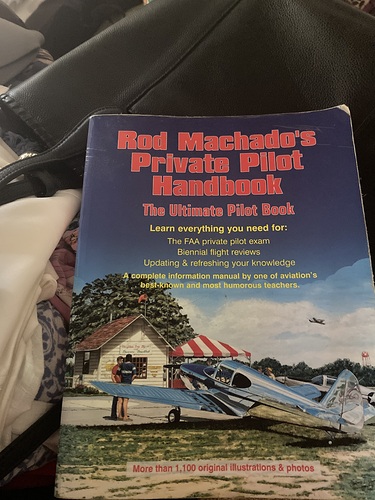 Rod Machado's
Private Pilot
Handbook
The Ultimate Pilot Book
Learn everything you need for:
The FAA private pilot exam
Biennial flight reviews
Updating & refreshing your knowledge
A complete information manual by one of aviation's
best-known and most humorous teachers.
More than 1,100 original illustrations & photos